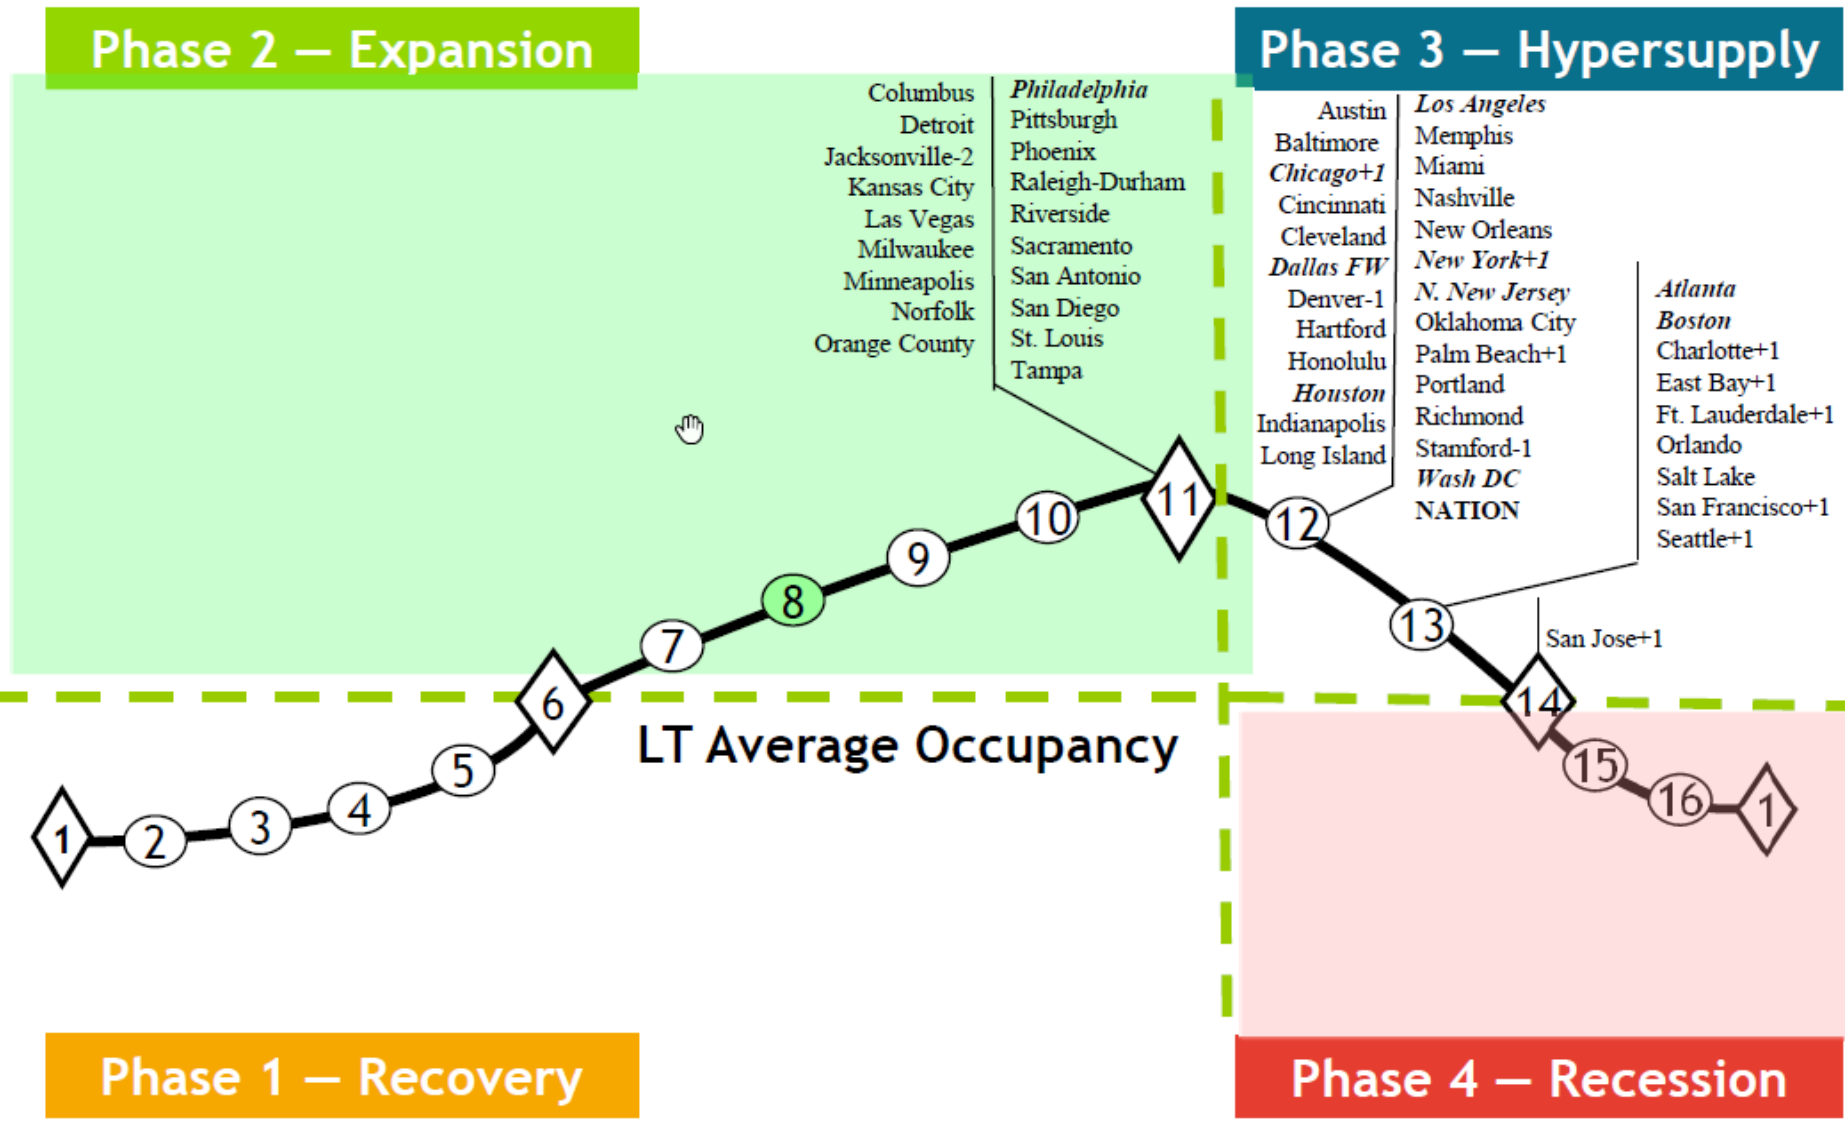 Phase 2 — Expansion
Phase 3 — Hypersupply
Columbus
Detroit
Jacksonville-2
Kansas City
Las Vegas
Milwaukee
Minneapolis
Norfolk
Orange County
Philadelphia
Pittsburgh
Phoenix
Raleigh-Durham
Riverside
Sacramento
San Antonio
San Diego
St. Louis
Tampa
Austin
Baltimore
Chicago+1
Cincinnati
Cleveland
Dallas FW
Denver-1
Hartford
Honolulu
Houston
Indianapolis
Long Island
Los Angeles
Memphis
Miami
Nashville
New Orleans
New York+1
N. New Jersey
Oklahoma City
Palm Beach+1
Portland
Richmond
Stamford-1
Wash DC
NATION
Atlanta
Boston
Charlotte+1
East Bay+1
Ft. Lauderdale+1
Orlando
Salt Lake
San Francisco+1
Seattle+1
San Jose+1
1
2
3
4
5
6
7
8
9
10
11
12
13
14
15
16
1
LT Average Occupancy
Phase 1 — Recovery
Phase 4 — Recession